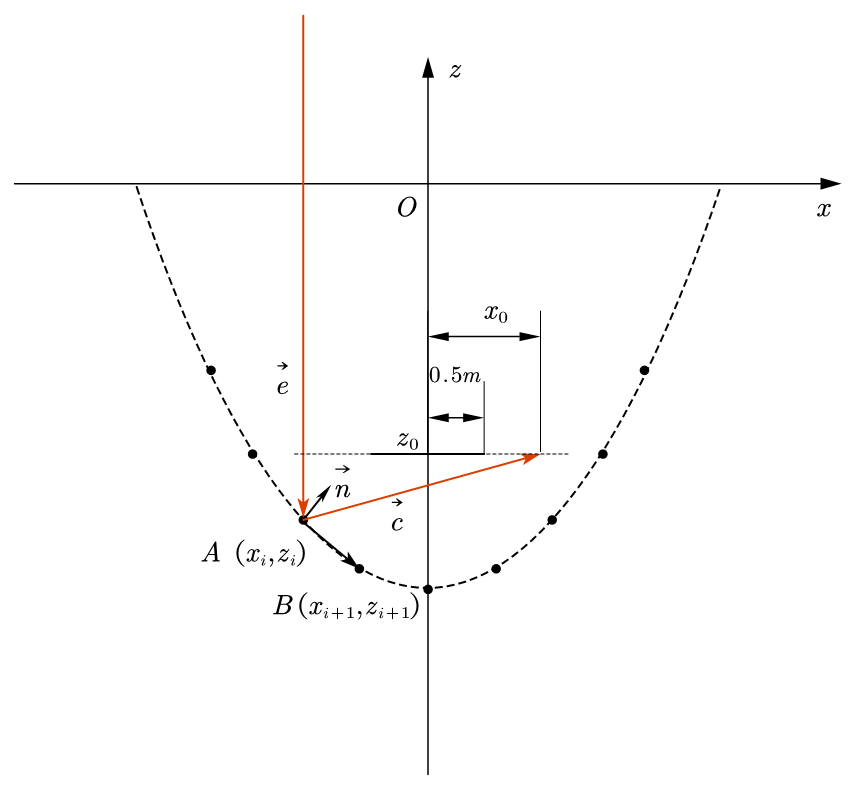 z
O
x
x₀
0.5m
e⃗
z₀
n⃗
c⃗
A (xᵢ,zᵢ)
B(xᵢ₊₁,zᵢ₊₁)